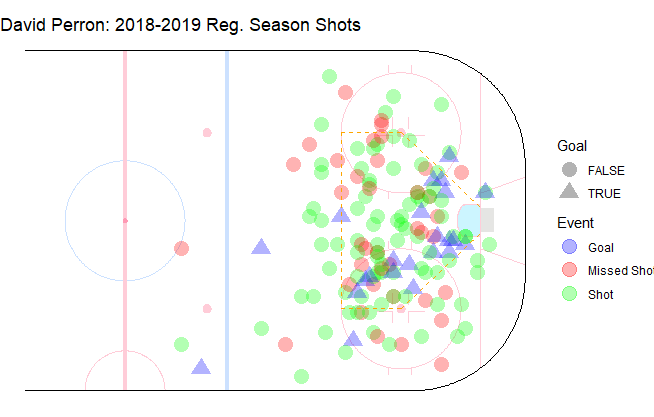 David Perron: 2018-2019 Reg. Season Shots
Goal
FALSE
TRUE
Event
Goal
Missed Shot
Shot